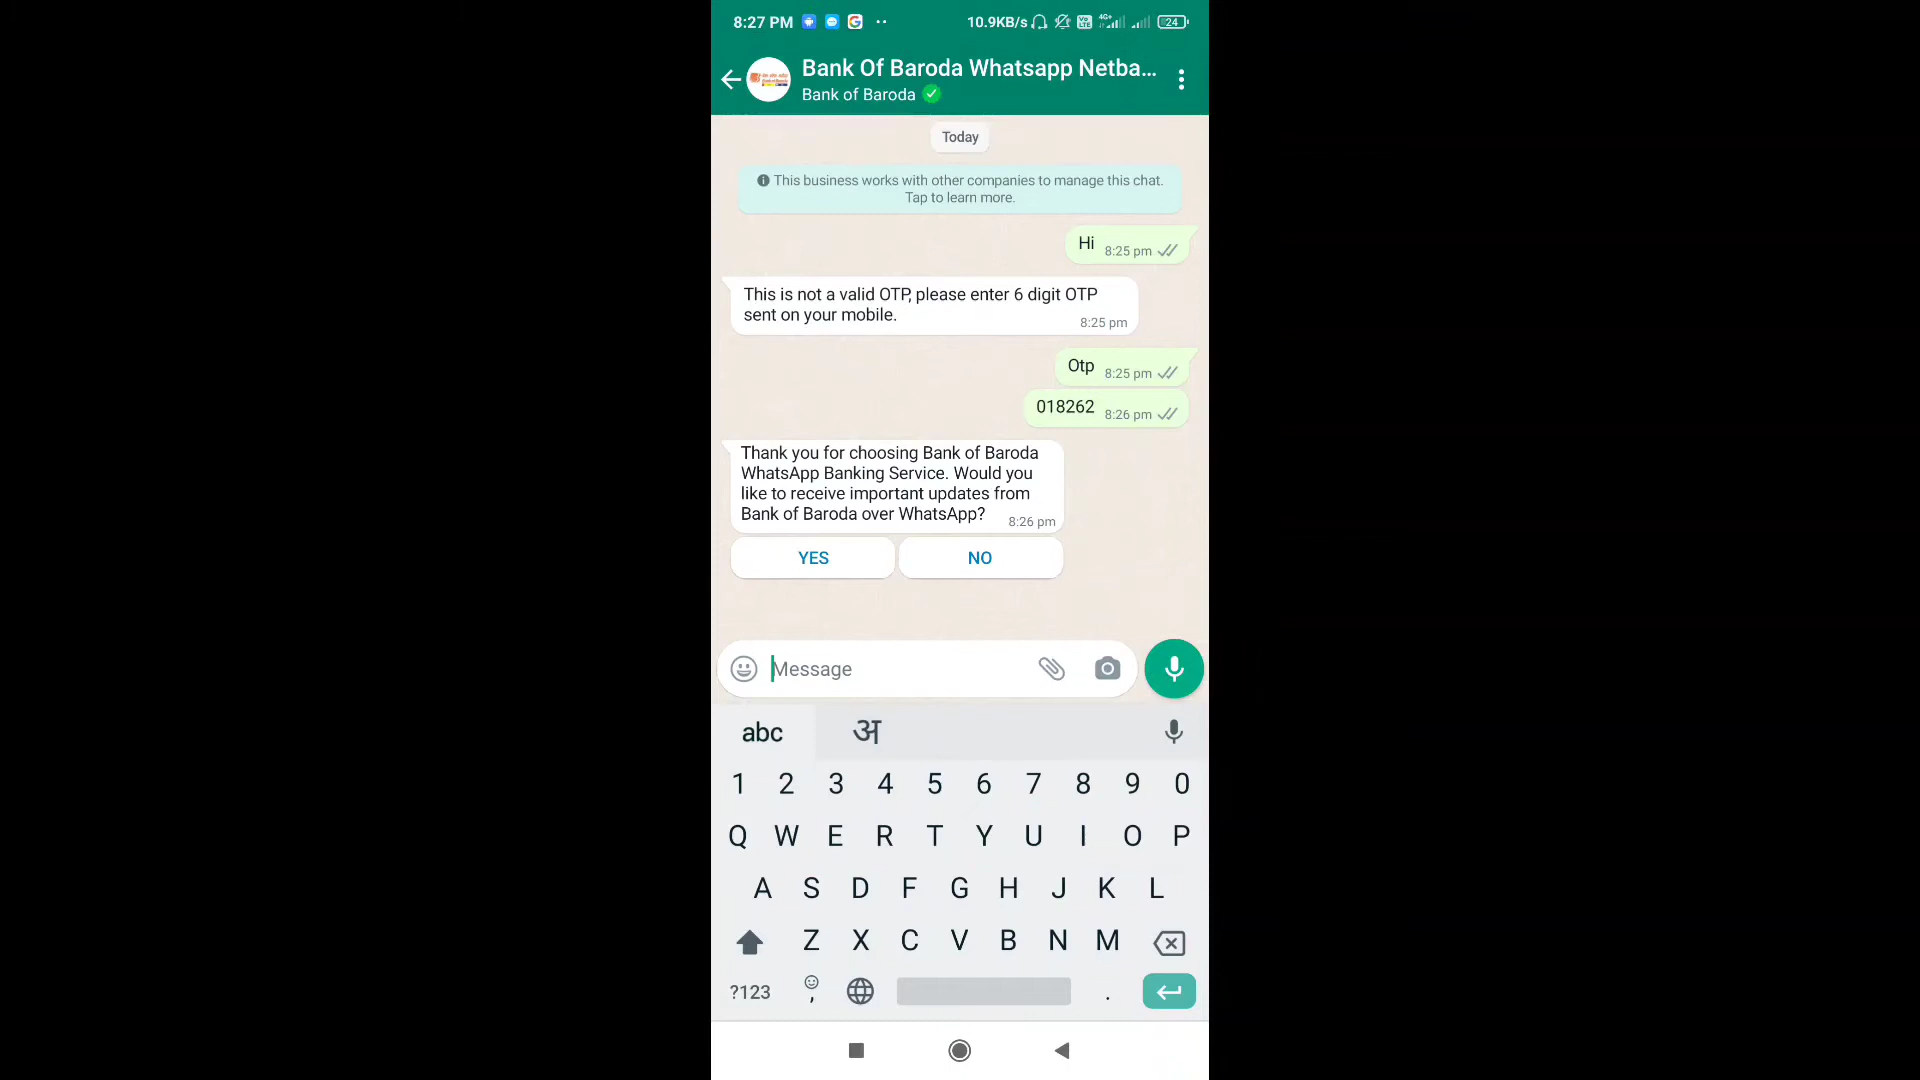 8:27 PM
10.9KB/s
4G+
24
Bank Of Baroda Whatsapp Netba...
Bank of Baroda
Today
This business works with other companies to manage this chat.
Tap to learn more.
Hi 8:25 pm
This is not a valid OTP, please enter 6 digit OTP
sent on your mobile.
8:25 pm
Otp 8:25 pm
018262 8:26 pm
Thank you for choosing Bank of Baroda
WhatsApp Banking Service. Would you
like to receive important updates from
Bank of Baroda over WhatsApp?
8:26 pm
YES NO
Message
abc अ
1 2 3 4 5 6 7 8 9 0
Q W E R T Y U I O P
A S D F G H J K L
Z X C V B N M
?123 , .